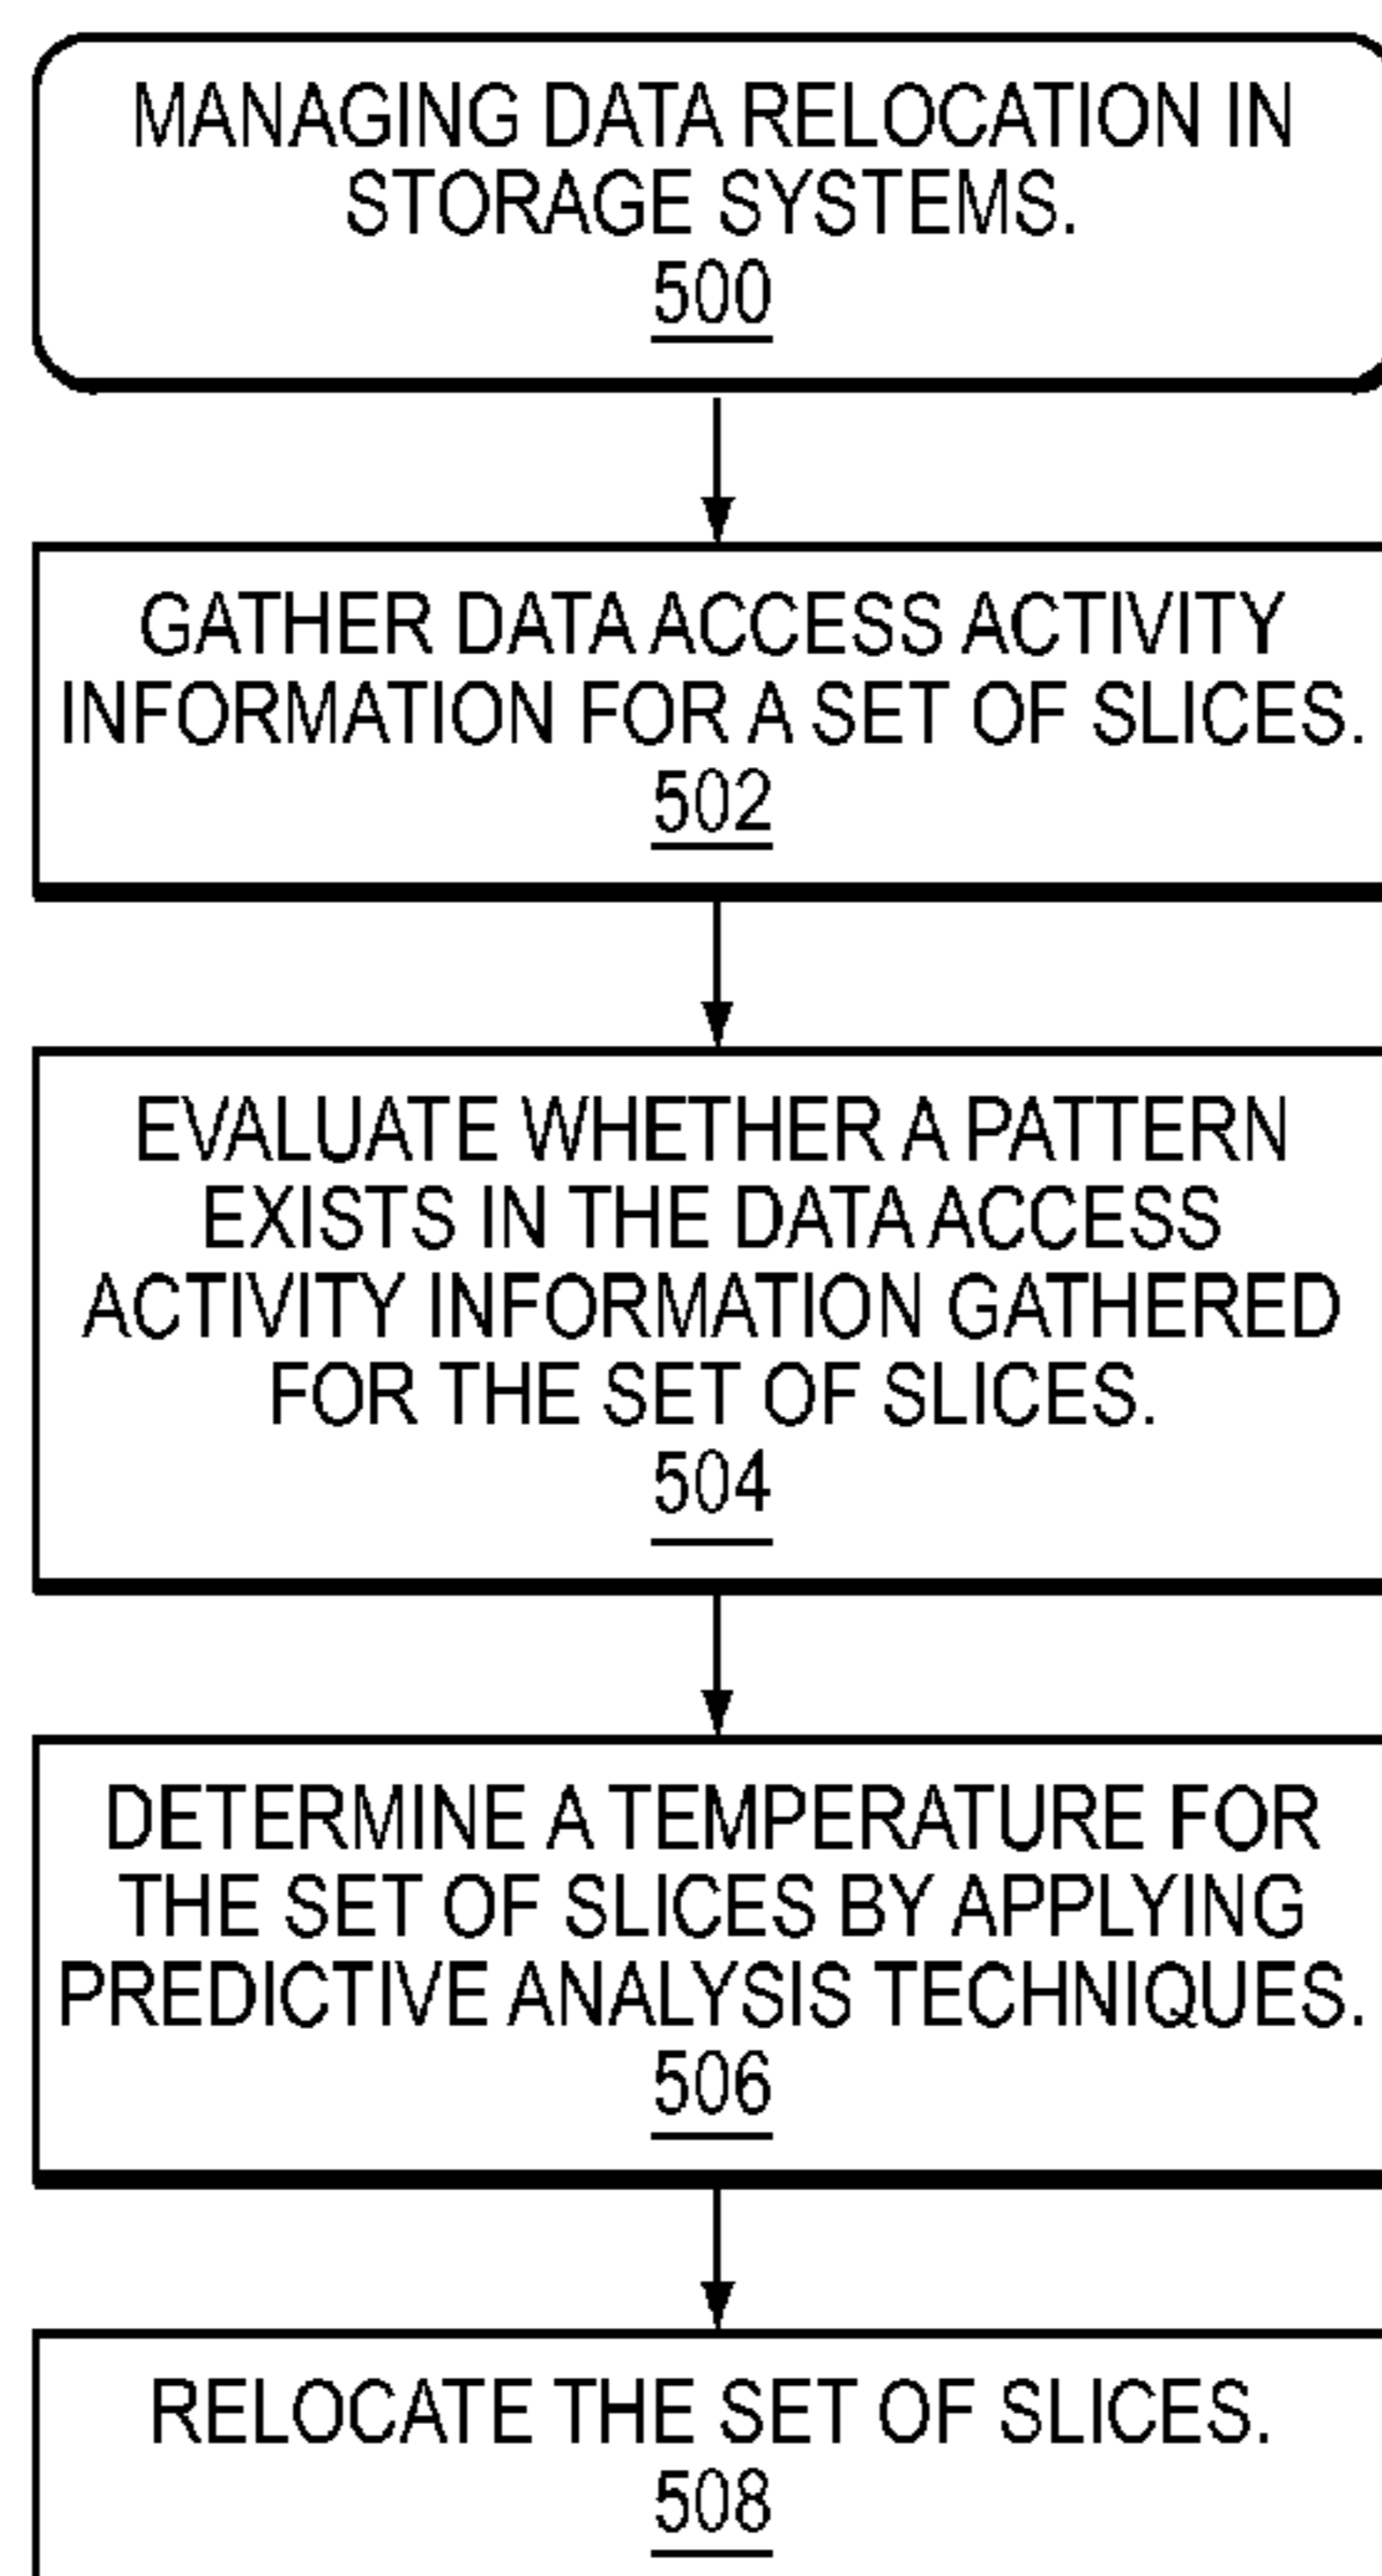 MANAGING DATA RELOCATION IN
STORAGE SYSTEMS.
500
GATHER DATA ACCESS ACTIVITY
INFORMATION FOR A SET OF SLICES.
502
EVALUATE WHETHER A PATTERN
EXISTS IN THE DATA ACCESS
ACTIVITY INFORMATION GATHERED
FOR THE SET OF SLICES.
504
DETERMINE A TEMPERATURE FOR
THE SET OF SLICES BY APPLYING
PREDICTIVE ANALYSIS TECHNIQUES.
506
RELOCATE THE SET OF SLICES.
508